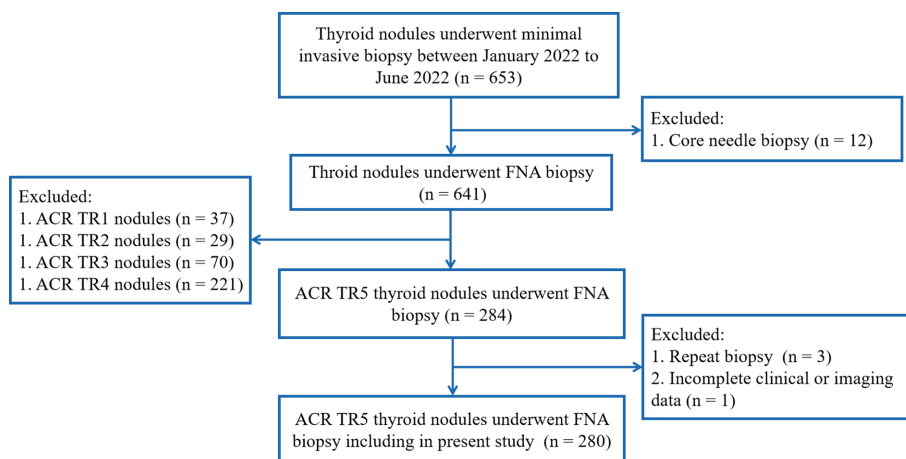 Thyroid nodules underwent minimal
invasive biopsy between January 2022 to
June 2022 (n = 653)
Excluded:
1. Core needle biopsy (n = 12)
Throid nodules underwent FNA biopsy
(n = 641)
Excluded:
1. ACR TR1 nodules (n = 37)
1. ACR TR2 nodules (n = 29)
1. ACR TR3 nodules (n = 70)
1. ACR TR4 nodules (n = 221)
ACR TR5 thyroid nodules underwent FNA
biopsy (n = 284)
Excluded:
1. Repeat biopsy (n = 3)
2. Incomplete clinical or imaging
data (n = 1)
ACR TR5 thyroid nodules underwent FNA
biopsy including in present study (n = 280)